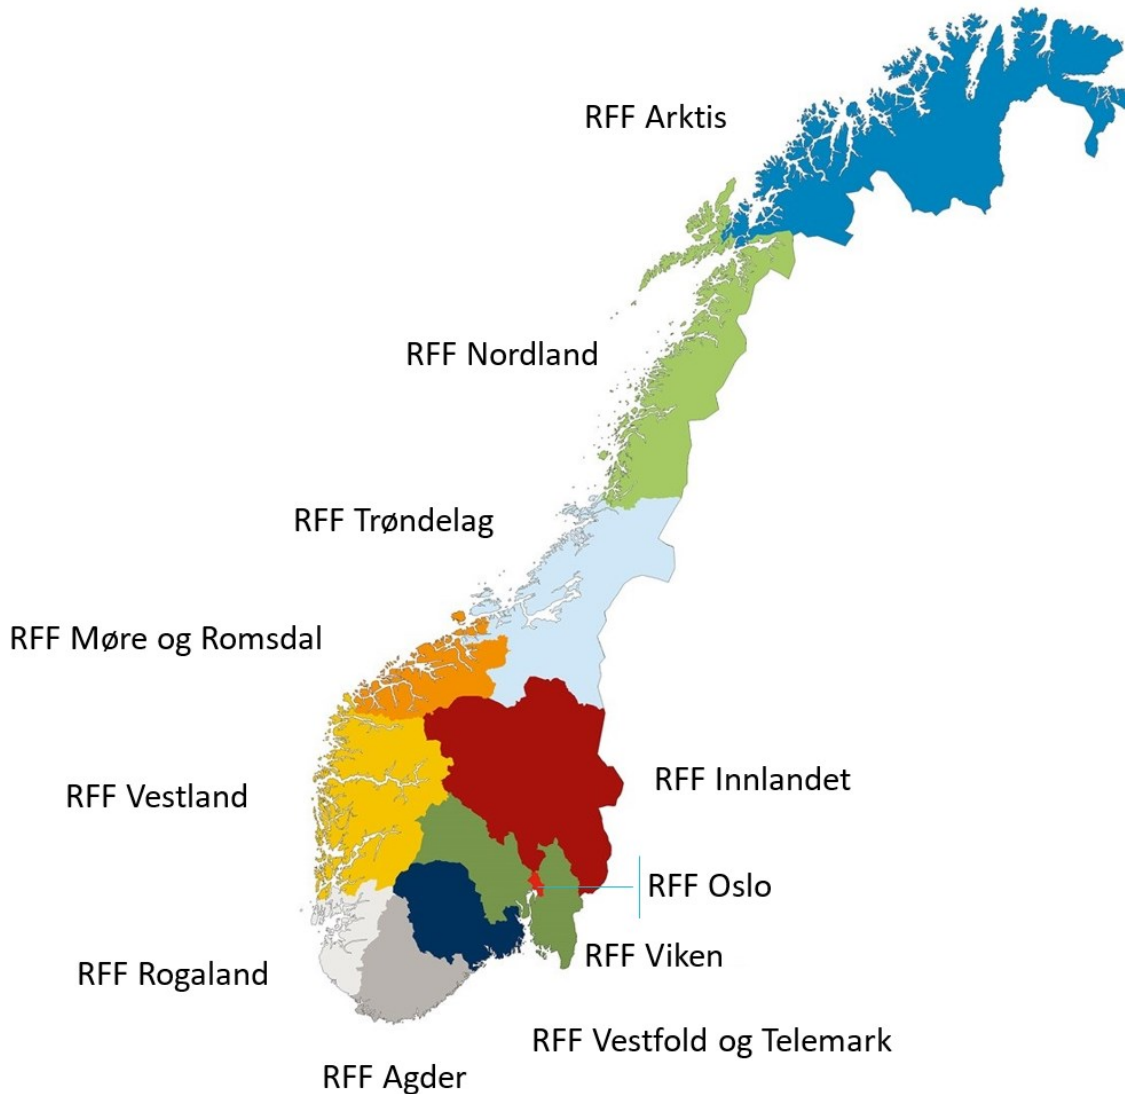 RFF Arktis
RFF Nordland
RFF Trøndelag
RFF Møre og Romsdal
RFF Innlandet
RFF Vestland
RFF Oslo
RFF Viken
RFF Rogaland
RFF Vestfold og Telemark
RFF Agder